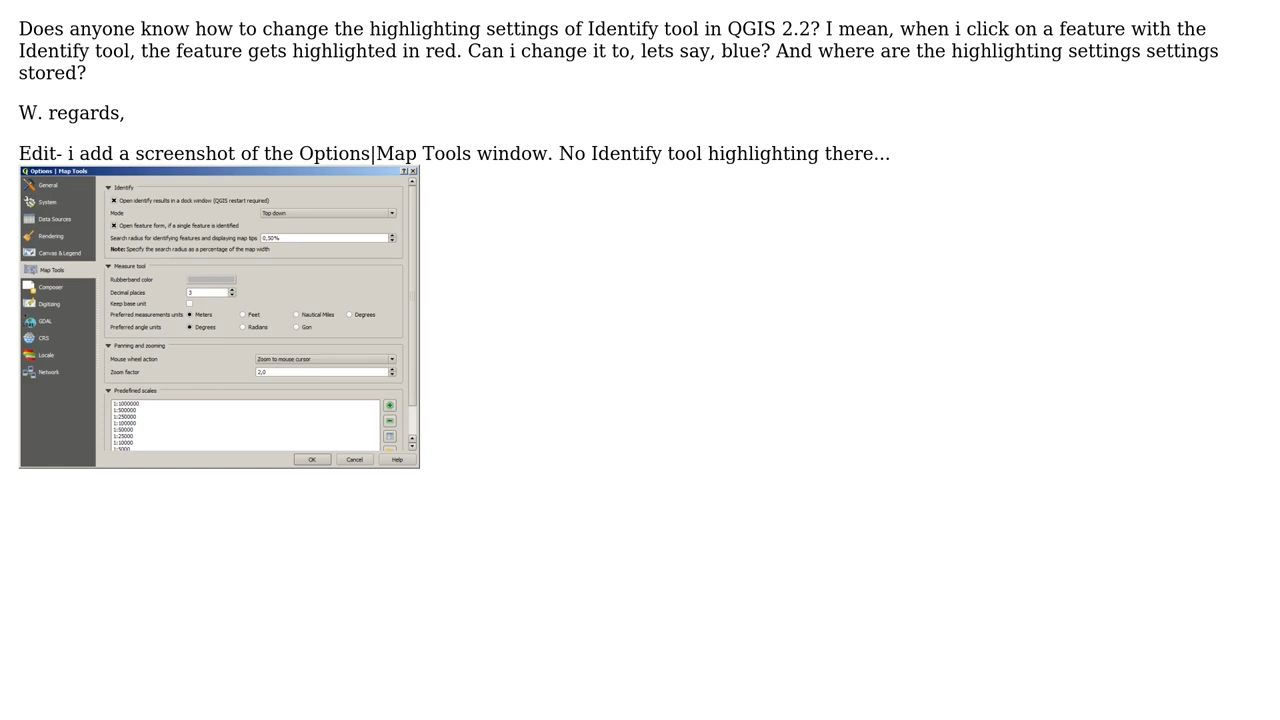 Does anyone know how to change the highlighting settings of Identify tool in QGIS 2.2? I mean, when i click on a feature with the
Identify tool, the feature gets highlighted in red. Can i change it to, lets say, blue? And where are the highlighting settings settings
stored?
W. regards,
Edit- i add a screenshot of the Options|Map Tools window. No Identify tool highlighting there...
Options | Map Tools
General
System
Data Sources
Rendering
Canvas & Legend
Map Tools
Composer
Digitizing
GDAL
CRS
Locale
Network
Identify
Open identify results in a dock window (QGIS restart required)
Mode Top down
Open feature form, if a single feature is identified
Search radius for identifying features and displaying map tips 0,50%
Note: Specify the search radius as a percentage of the map width
Measure tool
Rubberband color
Decimal places 3
Keep base unit
Preferred measurements units Meters Feet Nautical Miles Degrees
Preferred angle units Degrees Radians Gon
Panning and zooming
Mouse wheel action Zoom to mouse cursor
Zoom factor 2,0
Predefined scales
1:1000000
1:500000
1:250000
1:100000
1:50000
1:25000
1:10000
1:5000
OK Cancel Help